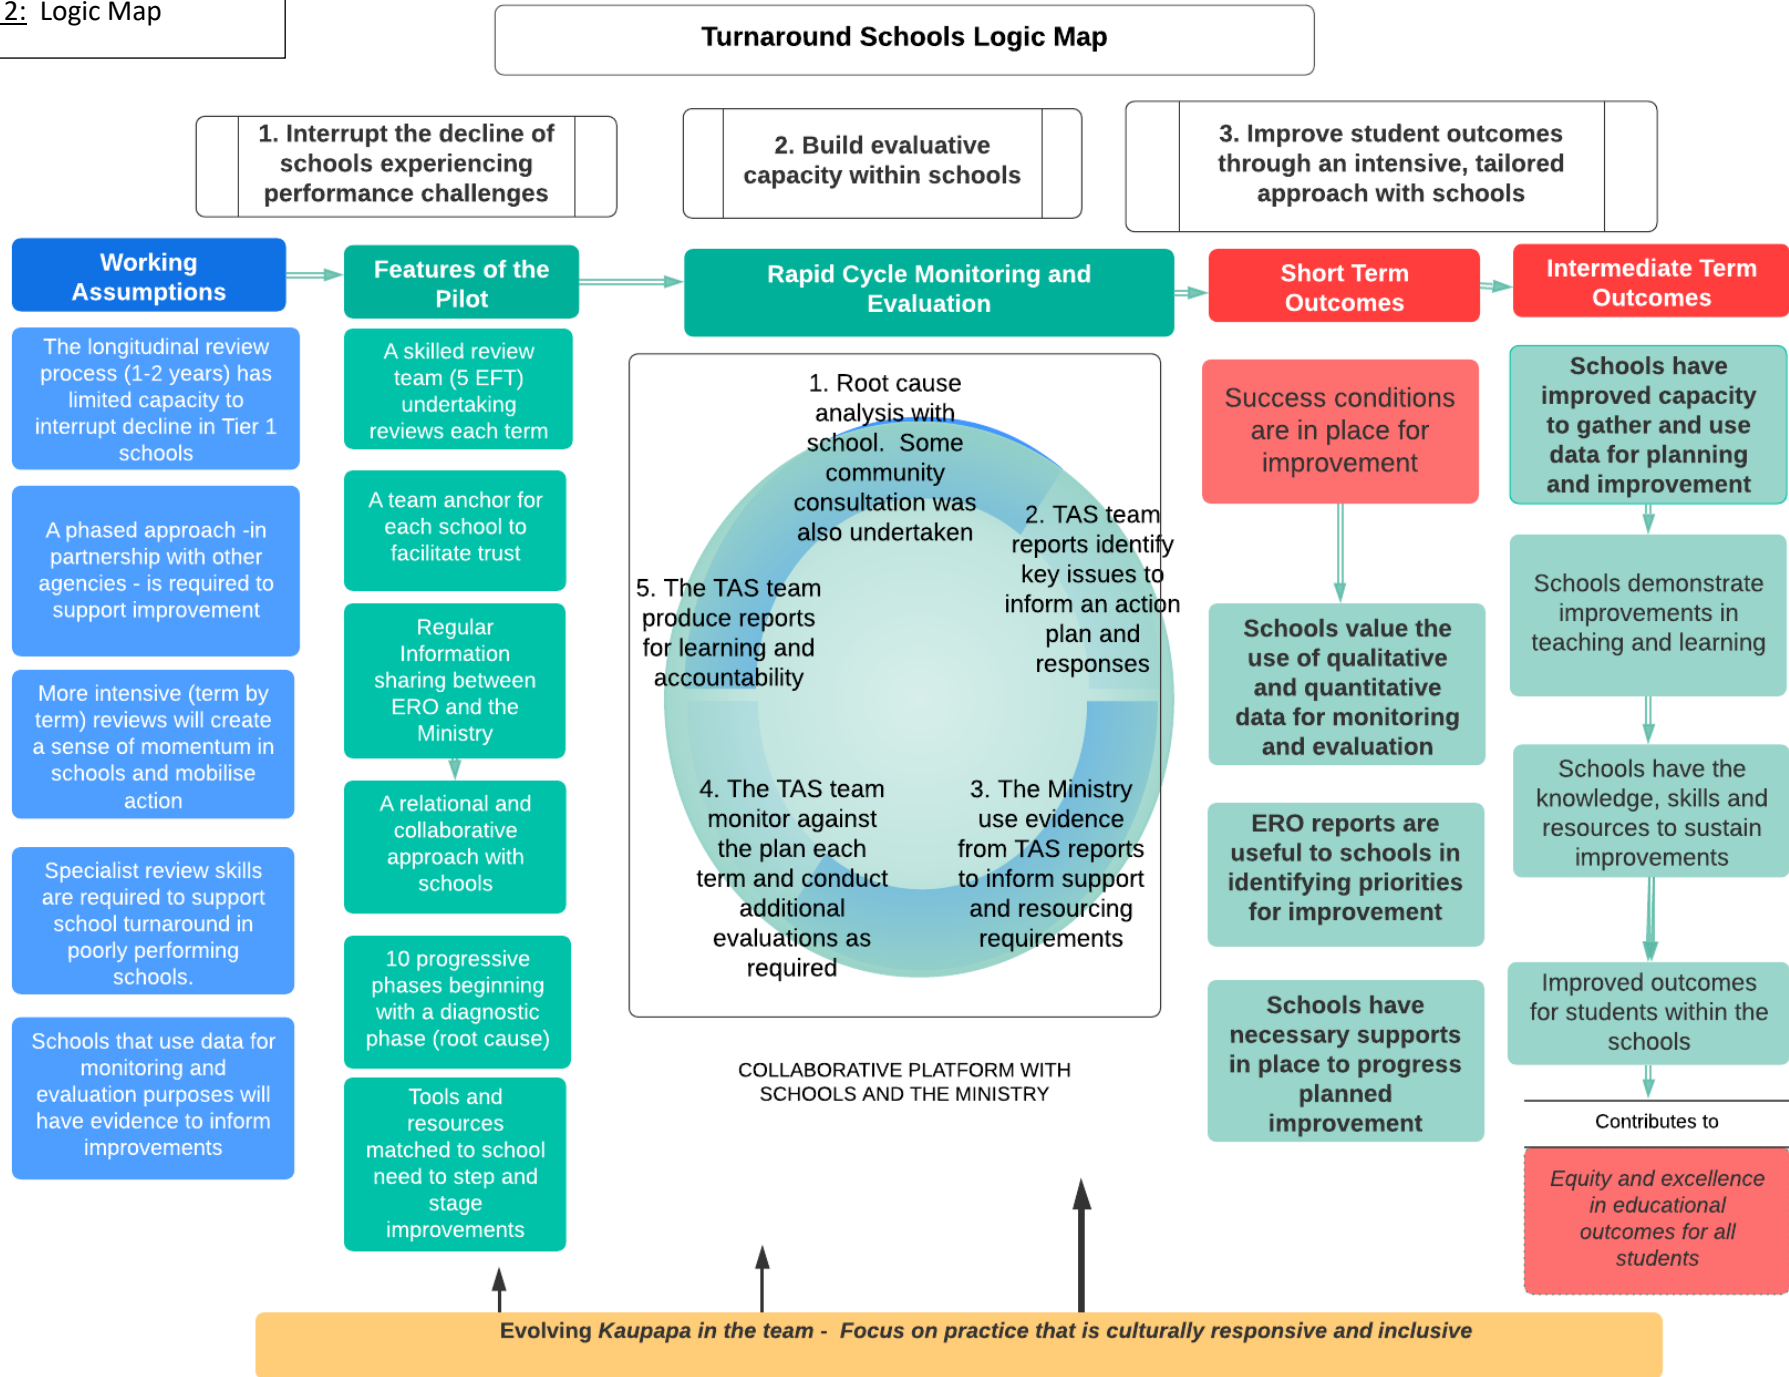 2: Logic Map
Turnaround Schools Logic Map
1. Interrupt the decline of
schools experiencing
performance challenges
2. Build evaluative
capacity within schools
3. Improve student outcomes
through an intensive, tailored
approach with schools
Working
Assumptions
The longitudinal review
process (1-2 years) has
limited capacity to
interrupt decline in Tier 1
schools
A phased approach -in
partnership with other
agencies - is required to
support improvement
More intensive (term by
term) reviews will create
a sense of momentum in
schools and mobilise
action
Specialist review skills
are required to support
school turnaround in
poorly performing
schools.
Schools that use data for
monitoring and
evaluation purposes will
have evidence to inform
improvements
Features of the
Pilot
A skilled review
team (5 EFT)
undertaking
reviews each term
A team anchor for
each school to
facilitate trust
Regular
Information
sharing between
ERO and the
Ministry
A relational and
collaborative
approach with
schools
10 progressive
phases beginning
with a diagnostic
phase (root cause)
Tools and
resources
matched to school
need to step and
stage
improvements
Rapid Cycle Monitoring and
Evaluation
1. Root cause
analysis with
school. Some
community
consultation was
also undertaken
2. TAS team
reports identify
key issues to
inform an action
plan and
responses
3. The Ministry
use evidence
from TAS reports
to inform support
and resourcing
requirements
4. The TAS team
monitor against
the plan each
term and conduct
additional
evaluations as
required
5. The TAS team
produce reports
for learning and
accountability
COLLABORATIVE PLATFORM WITH
SCHOOLS AND THE MINISTRY
Short Term
Outcomes
Success conditions
are in place for
improvement
Schools value the
use of qualitative
and quantitative
data for monitoring
and evaluation
ERO reports are
useful to schools in
identifying priorities
for improvement
Schools have
necessary supports
in place to progress
planned
improvement
Intermediate Term
Outcomes
Schools have
improved capacity
to gather and use
data for planning
and improvement
Schools demonstrate
improvements in
teaching and learning
Schools have the
knowledge, skills and
resources to sustain
improvements
Improved outcomes
for students within the
schools
Contributes to
Equity and excellence
in educational
outcomes for all
students
Evolving Kaupapa in the team - Focus on practice that is culturally responsive and inclusive